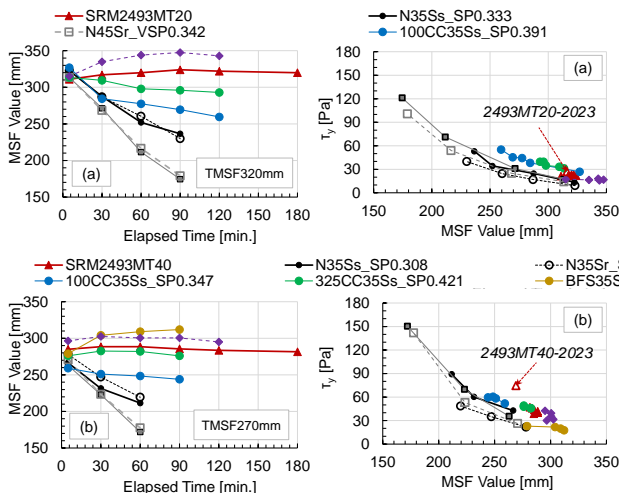 SRM2493MT20
N45Sr_VSP0.342
N35Ss_SP0.333
100CC35Ss_SP0.391
MSF Value [mm]
350
300
250
200
150
0 30 60 90 120 150 180
Elapsed Time [min.]
(a)
TMSF320mm
τy [Pa]
180
150
120
90
60
30
0
150 200 250 300 350
MSF Value [mm]
(a)
2493MT20-2023
SRM2493MT40
N35Ss_SP0.308
N35Sr_S
100CC35Ss_SP0.347
325CC35Ss_SP0.421
BFS35S
MSF Value [mm]
350
300
250
200
150
0 30 60 90 120 150 180
Elapsed Time [min.]
(b)
TMSF270mm
τy [Pa]
180
150
120
90
60
30
0
150 200 250 300 350
MSF Value [mm]
(b)
2493MT40-2023